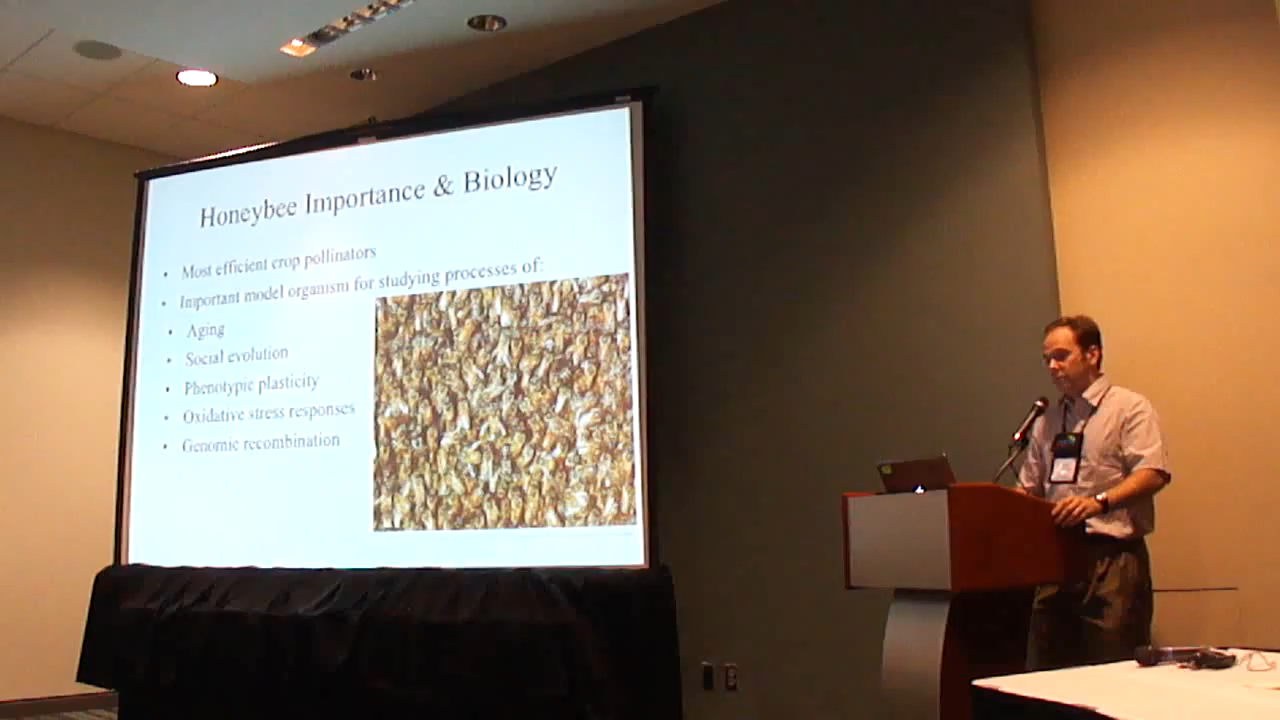 Honeybee Importance & Biology
• Most efficient crop pollinators
• Important model organism for studying processes of:
• Aging
• Social evolution
• Phenotypic plasticity
• Oxidative stress responses
• Genomic recombination